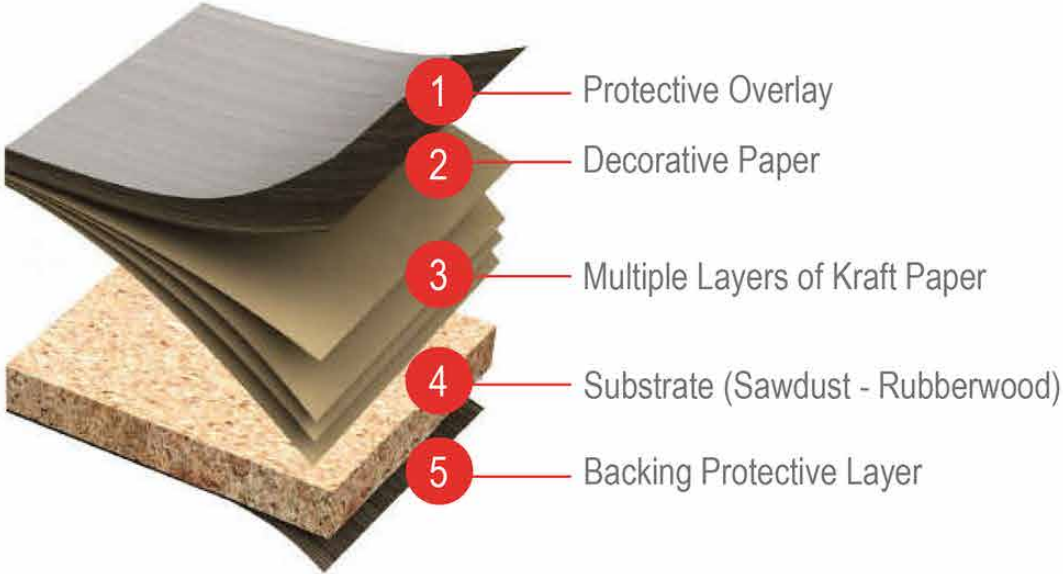 1 Protective Overlay
2 Decorative Paper
3 Multiple Layers of Kraft Paper
4 Substrate (Sawdust - Rubberwood)
5 Backing Protective Layer